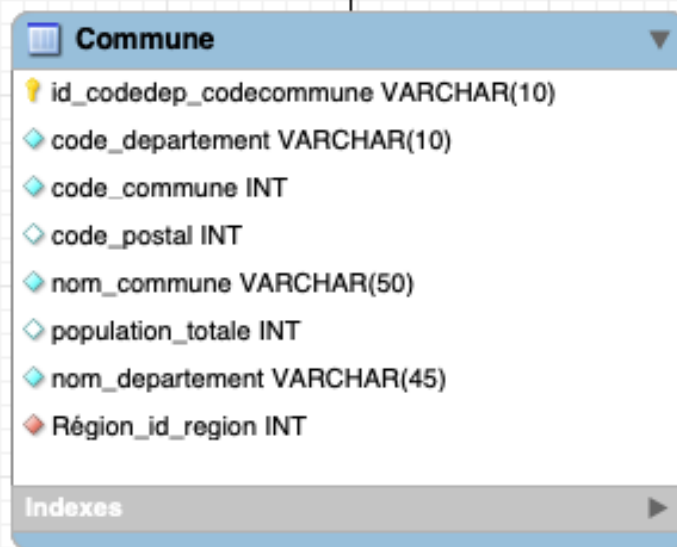 Commune
id_codedep_codecommune VARCHAR(10)
code_departement VARCHAR(10)
code_commune INT
code_postal INT
nom_commune VARCHAR(50)
population_totale INT
nom_departement VARCHAR(45)
Région_id_region INT
Indexes